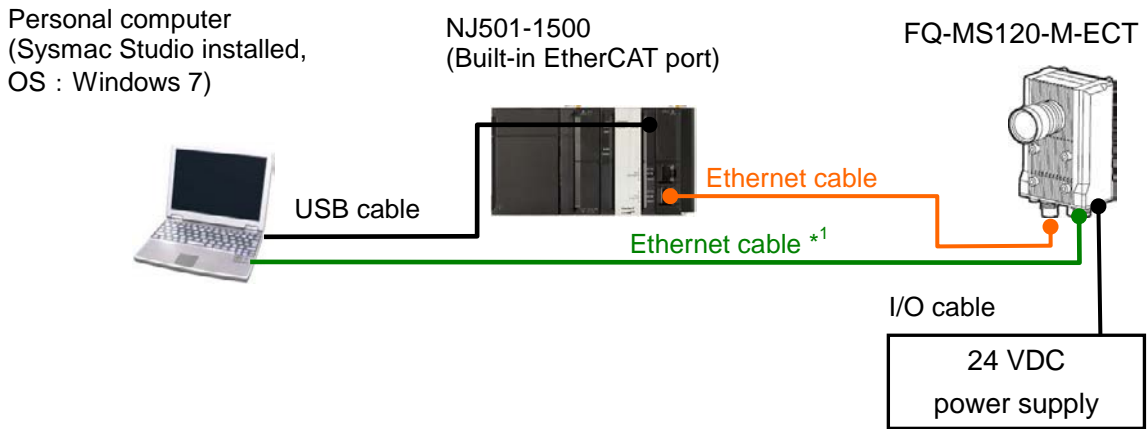 Personal computer
(Sysmac Studio installed,
OS：Windows 7)
NJ501-1500
(Built-in EtherCAT port)
FQ-MS120-M-ECT
Ethernet cable
USB cable
Ethernet cable *1
I/O cable
24 VDC
power supply